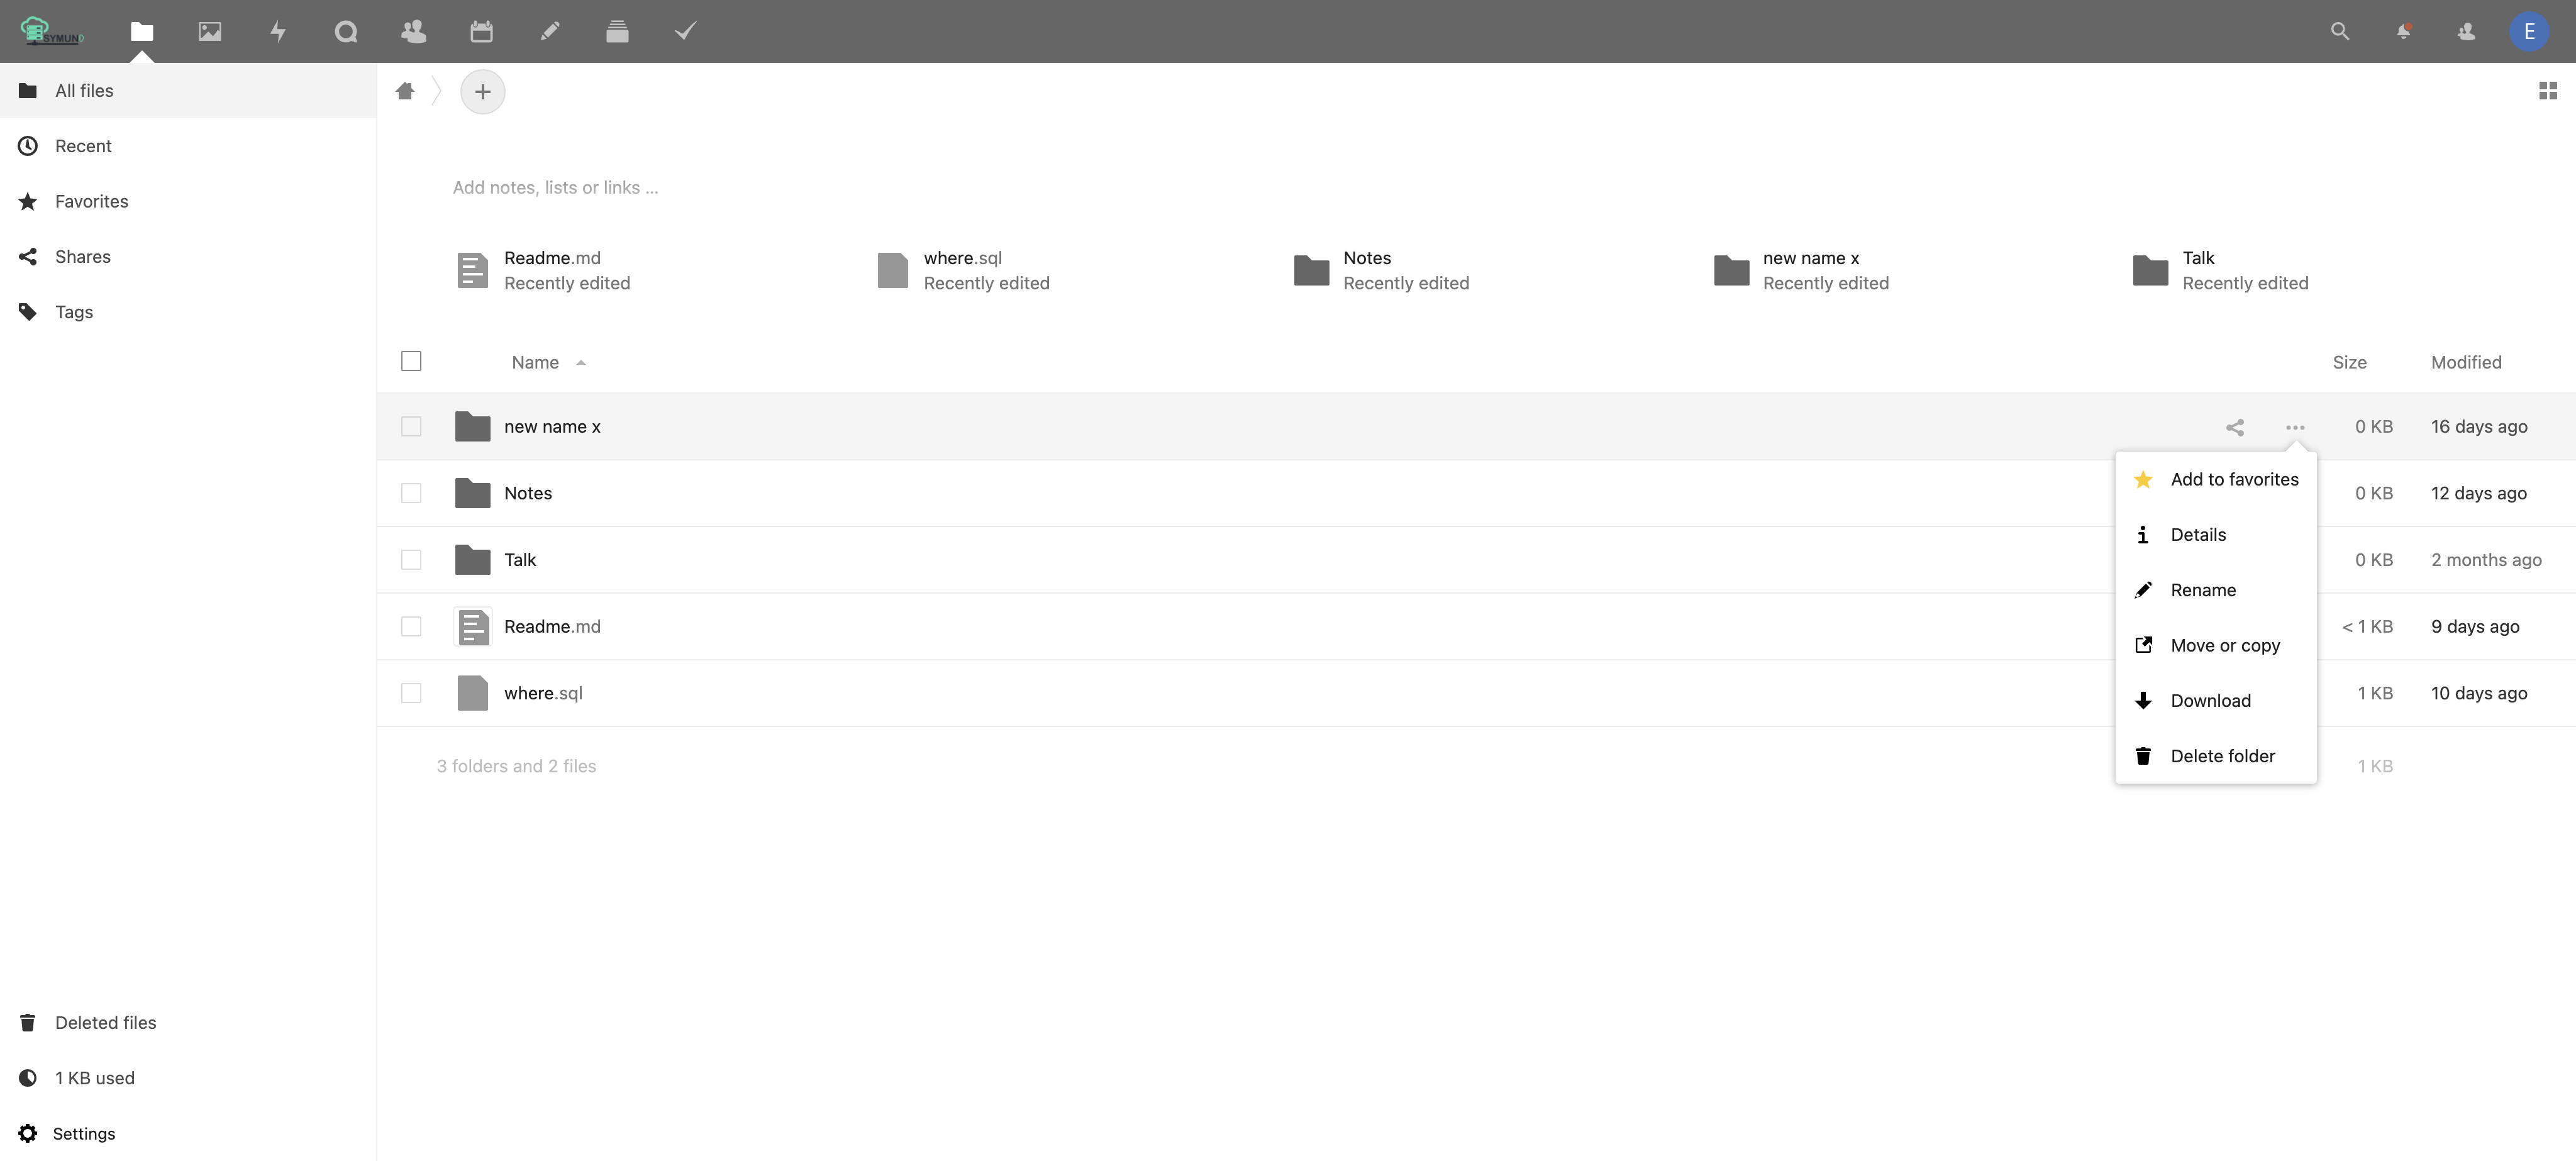 SYMUND
E
All files
Recent
Favorites
Shares
Tags
Add notes, lists or links ...
Readme.md
Recently edited
where.sql
Recently edited
Notes
Recently edited
new name x
Recently edited
Talk
Recently edited
Name
Size
Modified
new name x
0 KB
16 days ago
Notes
0 KB
12 days ago
Talk
0 KB
2 months ago
Readme.md
< 1 KB
9 days ago
where.sql
1 KB
10 days ago
3 folders and 2 files
1 KB
Add to favorites
Details
Rename
Move or copy
Download
Delete folder
Deleted files
1 KB used
Settings